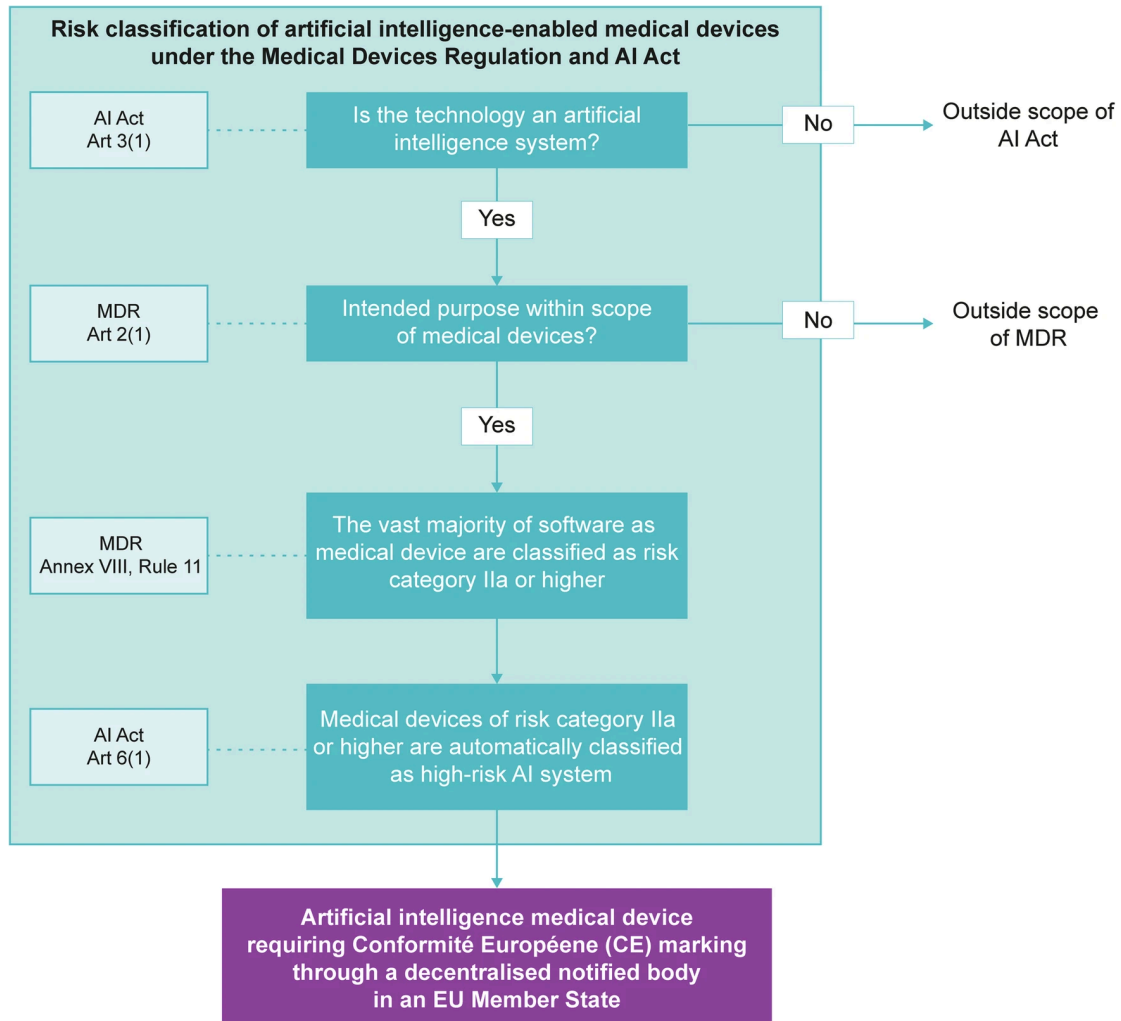 Risk classification of artificial intelligence-enabled medical devices
under the Medical Devices Regulation and AI Act
AI Act
Art 3(1)
Is the technology an artificial
intelligence system?
No
Outside scope of
AI Act
Yes
MDR
Art 2(1)
Intended purpose within scope
of medical devices?
No
Outside scope
of MDR
Yes
MDR
Annex VIII, Rule 11
The vast majority of software as
medical device are classified as risk
category IIa or higher
AI Act
Art 6(1)
Medical devices of risk category IIa
or higher are automatically classified
as high-risk AI system
Artificial intelligence medical device
requiring Conformité Européene (CE) marking
through a decentralised notified body
in an EU Member State